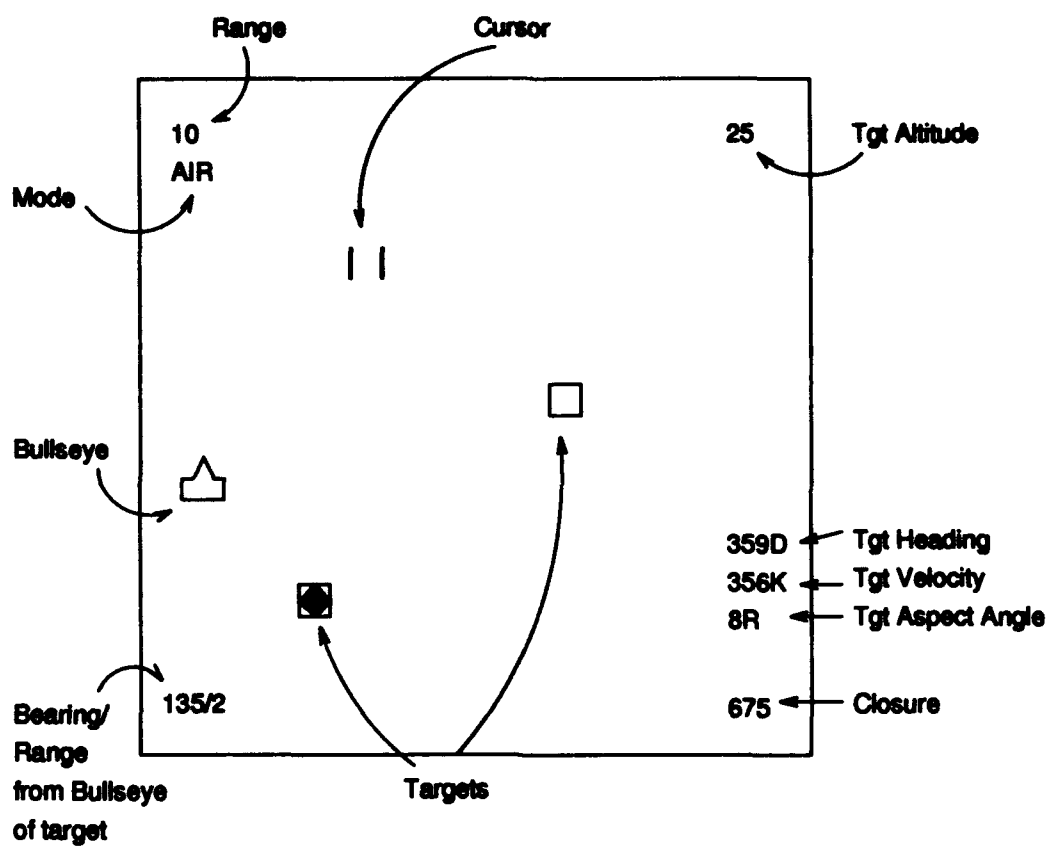 Range
Cursor
10
25
Tgt Altitude
AIR
Mode
Bullseye
359D
Tgt Heading
356K
Tgt Velocity
8R
Tgt Aspect Angle
135/2
675
Closure
Bearing/
Range
from Bullseye
of target
Targets